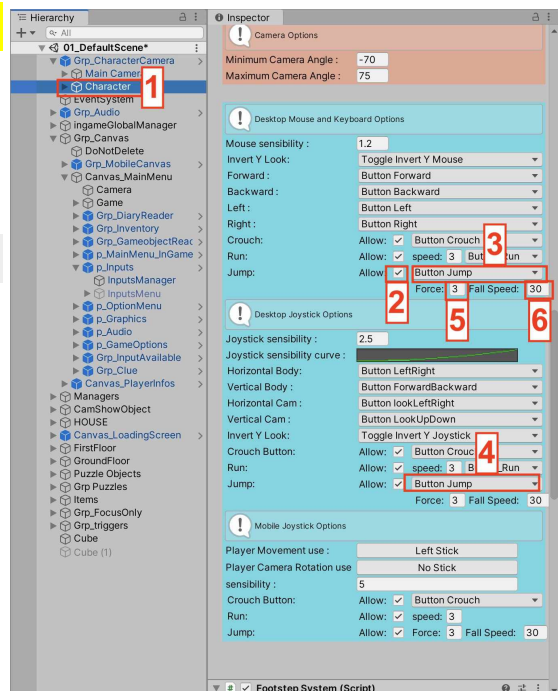 Hierarchy
All
01_DefaultScene*
Grp_CharacterCamera
Main Camera
Character
EventSystem
Grp_Audio
ingameGlobalManager
Grp_Canvas
DoNotDelete
Grp_MobileCanvas
Canvas_MainMenu
Camera
Game
Grp_DiaryReader
Grp_Inventory
Grp_GameobjectReac
p_MainMenu_InGame
p_Inputs
InputsManager
InputsMenu
p_OptionMenu
p_Graphics
p_Audio
p_GameOptions
Grp_InputAvailable
Grp_Clue
Canvas_PlayerInfos
Managers
CamShowObject
HOUSE
Canvas_LoadingScreen
FirstFloor
GroundFloor
Puzzle Objects
Grp Puzzles
Items
Grp_FocusOnly
Grp_triggers
Cube
Cube (1)
1
Inspector
! Camera Options
Minimum Camera Angle : -70
Maximum Camera Angle : 75
! Desktop Mouse and Keyboard Options
Mouse sensibility : 1.2
Invert Y Look: Toggle Invert Y Mouse
Forward : Button Forward
Backward : Button Backward
Left : Button Left
Right : Button Right
Crouch: Allow: Button Crouch
3
Run: Allow: speed: 3 Run
Jump: Allow Button Jump
Force: 3 Fall Speed: 30
2 5 6
! Desktop Joystick Options
Joystick sensibility : 2.5
Joystick sensibility curve :
Horizontal Body: Button LeftRight
Vertical Body : Button ForwardBackward
Horizontal Cam : Button lookLeftRight
Vertical Cam : Button LookUpDown
Invert Y Look: Toggle Invert Y Joystick
Crouch Button: Allow: Button Crouc
4
Run: Allow: speed: 3 _Run
Jump: Allow: Button Jump
Force: 3 Fall Speed: 30
! Mobile Joystick Options
Player Movement use : Left Stick
Player Camera Rotation use No Stick
sensibility : 5
Crouch Button: Allow: Button Crouch
Run: Allow: speed: 3
Jump: Allow: Force: 3 Fall Speed: 30
# Footstep System (Script)